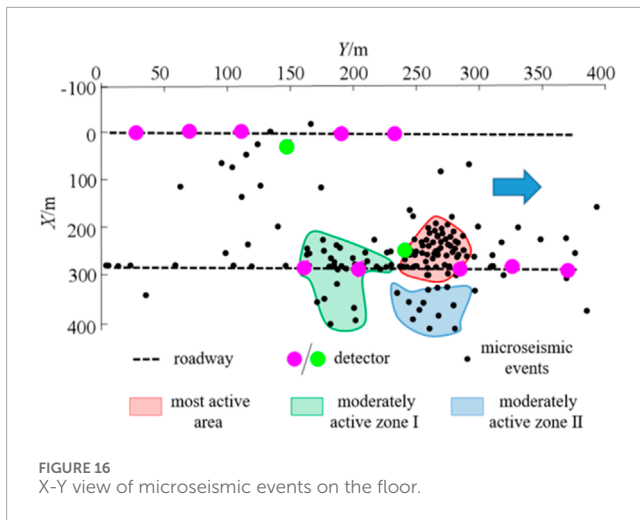 Y/m
0 50 100 150 200 250 300 350 400
-100
0
100
200
300
400
X/m
roadway / detector microseismic events
most active area moderately active zone I moderately active zone II
FIGURE 16
X-Y view of microseismic events on the floor.